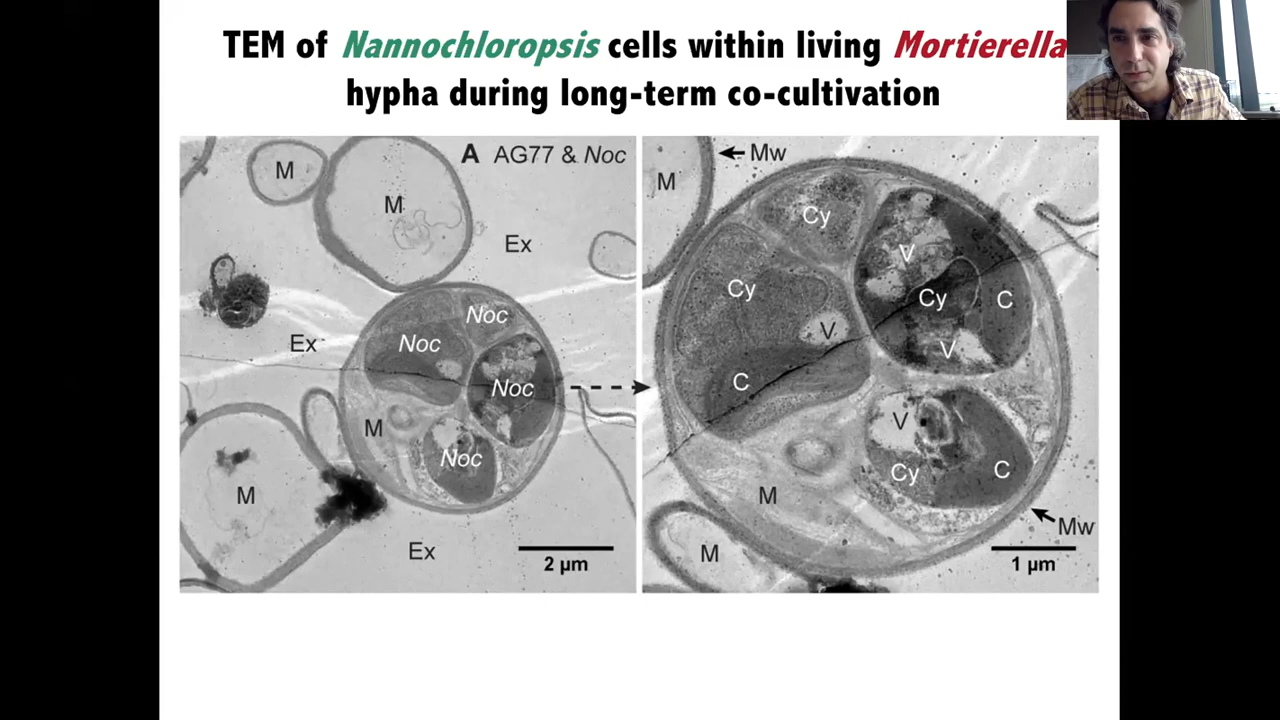 TEM of Nannochloropsis cells within living Mortierella
hypha during long-term co-cultivation
A AG77 & Noc
M
M
Ex
Noc
Noc
Ex
Noc
M
Noc
M
Ex
2 µm
Mw
M
Cy
V
Cy
Cy
C
V
V
C
V
Cy
C
M
Mw
M
1 µm